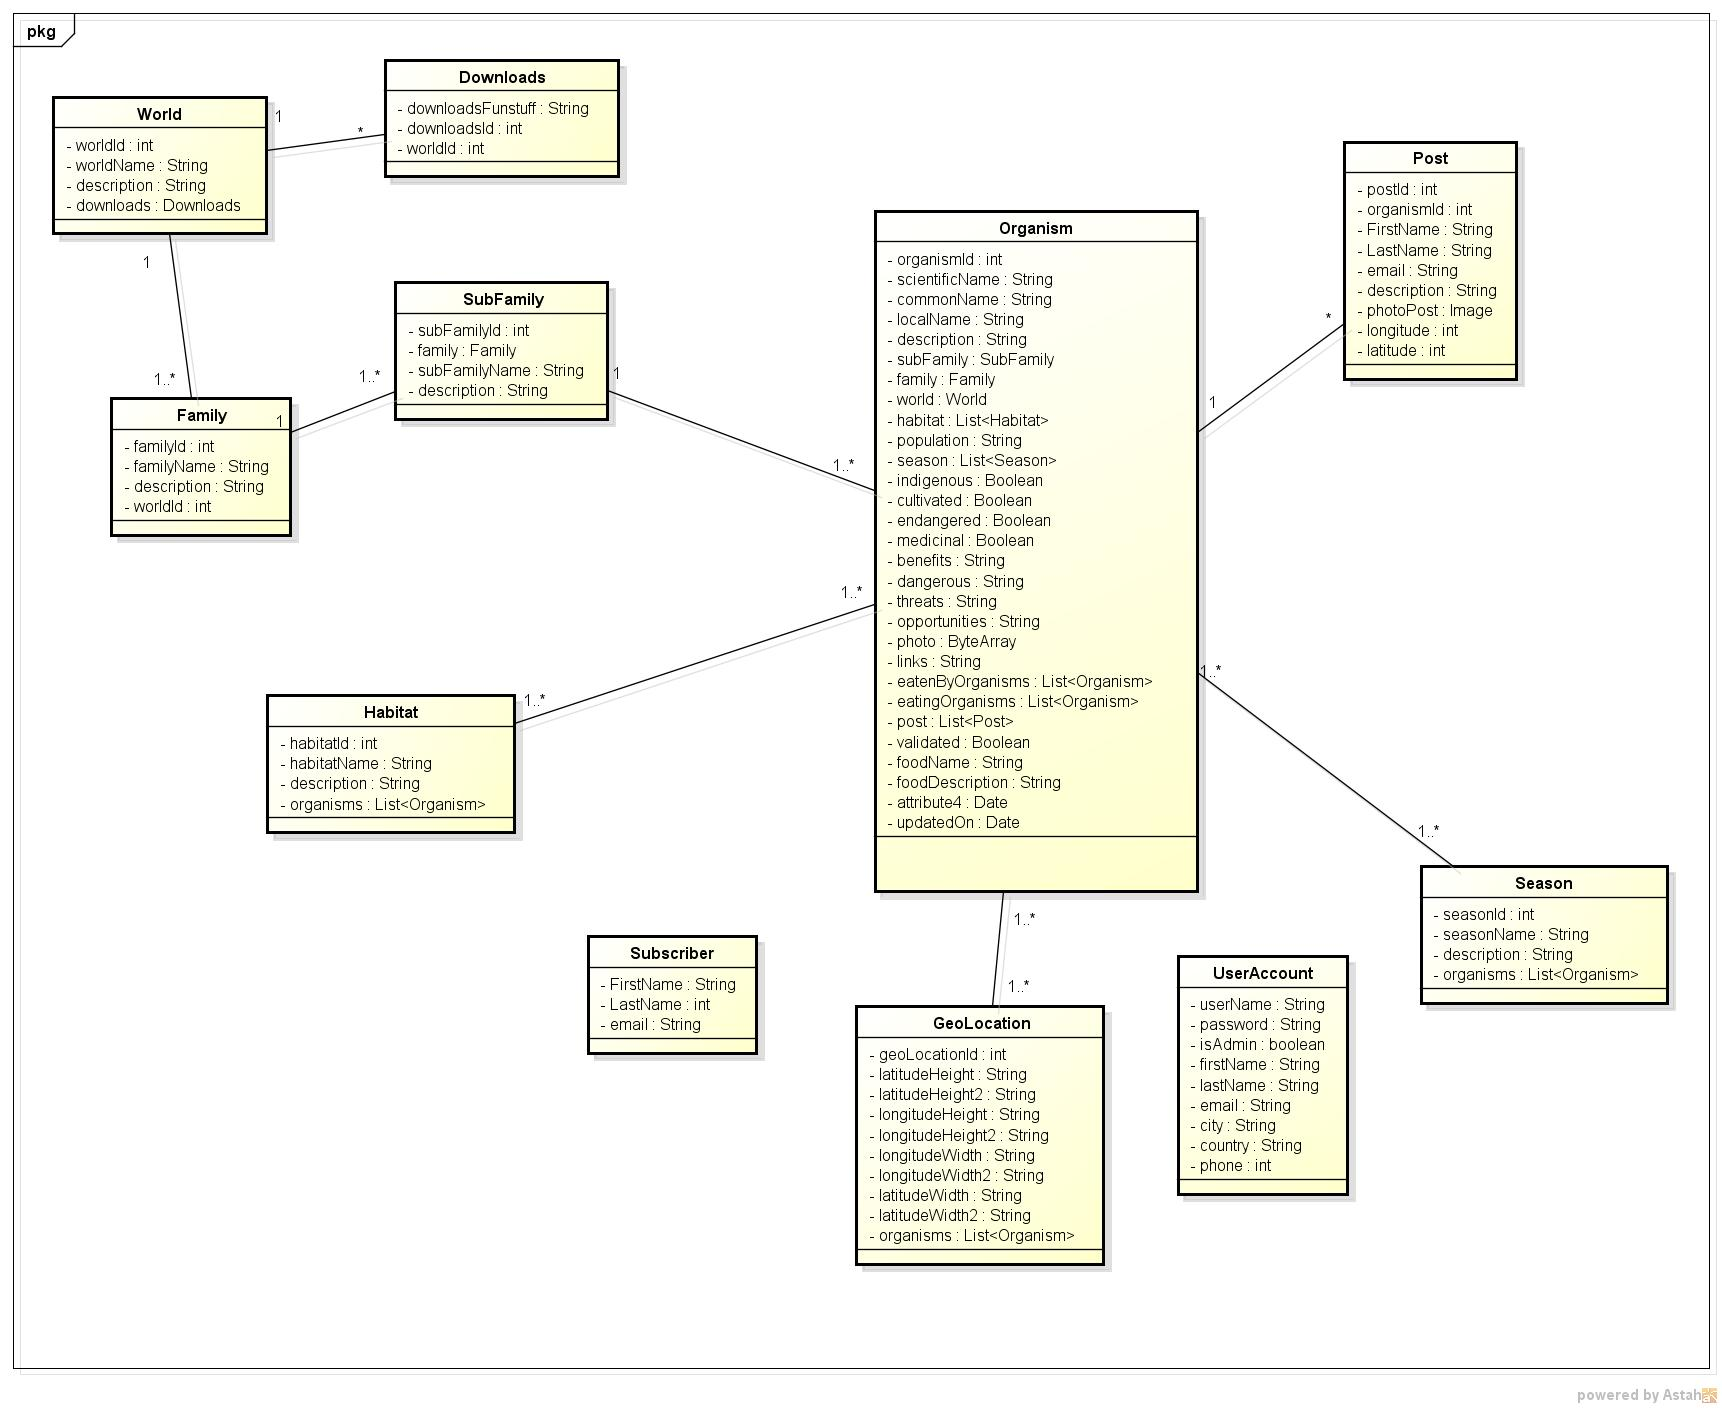 pkg
World
- worldId : int
- worldName : String
- description : String
- downloads : Downloads
1
*
Downloads
- downloadsFunstuff : String
- downloadsId : int
- worldId : int
1
1..*
Family
- familyId : int
- familyName : String
- description : String
- worldId : int
1
1..*
SubFamily
- subFamilyId : int
- family : Family
- subFamilyName : String
- description : String
1
1..*
Organism
- organismId : int
- scientificName : String
- commonName : String
- localName : String
- description : String
- subFamily : SubFamily
- family : Family
- world : World
- habitat : List<Habitat>
- population : String
- season : List<Season>
- indigenous : Boolean
- cultivated : Boolean
- endangered : Boolean
- medicinal : Boolean
- benefits : String
- dangerous : String
- threats : String
- opportunities : String
- photo : ByteArray
- links : String
- eatenByOrganisms : List<Organism>
- eatingOrganisms : List<Organism>
- post : List<Post>
- validated : Boolean
- foodName : String
- foodDescription : String
- attribute4 : Date
- updatedOn : Date
1
*
Post
- postId : int
- organismId : int
- FirstName : String
- LastName : String
- email : String
- description : String
- photoPost : Image
- longitude : int
- latitude : int
1..*
1..*
Habitat
- habitatId : int
- habitatName : String
- description : String
- organisms : List<Organism>
1..*
1..*
Season
- seasonId : int
- seasonName : String
- description : String
- organisms : List<Organism>
1..*
1..*
GeoLocation
- geoLocationId : int
- latitudeHeight : String
- latitudeHeight2 : String
- longitudeHeight : String
- longitudeHeight2 : String
- longitudeWidth : String
- longitudeWidth2 : String
- latitudeWidth : String
- latitudeWidth2 : String
- organisms : List<Organism>
Subscriber
- FirstName : String
- LastName : int
- email : String
UserAccount
- userName : String
- password : String
- isAdmin : boolean
- firstName : String
- lastName : String
- email : String
- city : String
- country : String
- phone : int
powered by Astah